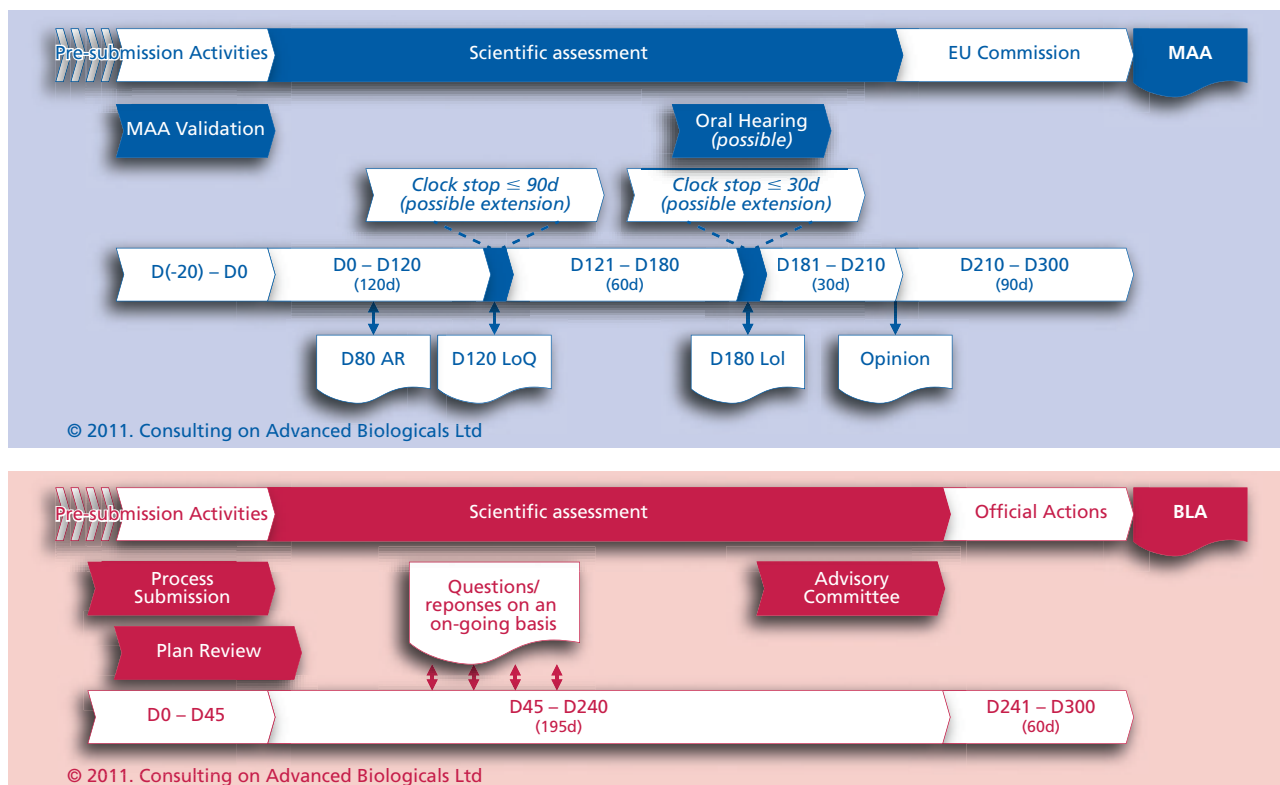 Pre-submission Activities
Scientific assessment
EU Commission
MAA
MAA Validation
Oral Hearing
(possible)
Clock stop ≤ 90d
(possible extension)
Clock stop ≤ 30d
(possible extension)
D(-20) – D0
D0 – D120
(120d)
D121 – D180
(60d)
D181 – D210
(30d)
D210 – D300
(90d)
D80 AR
D120 LoQ
D180 LoI
Opinion
© 2011. Consulting on Advanced Biologicals Ltd
Pre-submission Activities
Scientific assessment
Official Actions
BLA
Process
Submission
Questions/
reponses on an
on-going basis
Advisory
Committee
Plan Review
D0 – D45
D45 – D240
(195d)
D241 – D300
(60d)
© 2011. Consulting on Advanced Biologicals Ltd